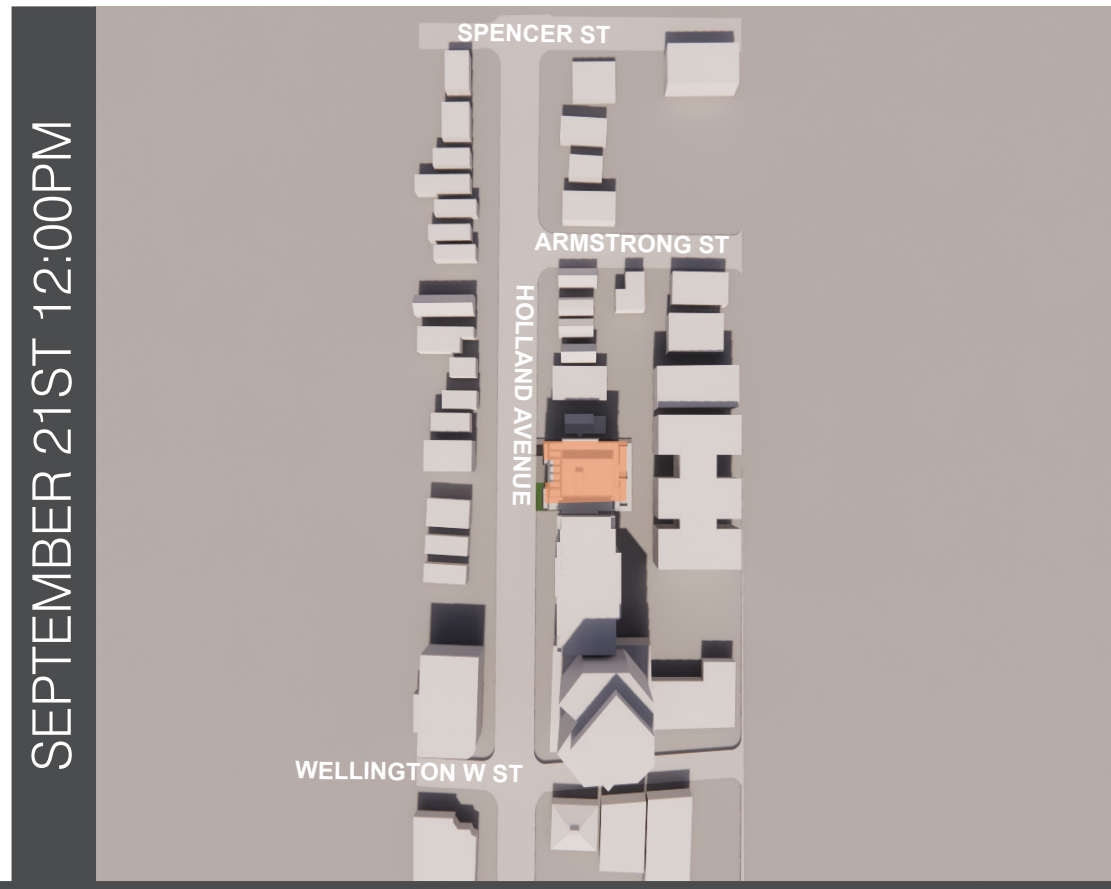 SEPTEMBER 21ST 12:00PM
SPENCER ST
ARMSTRONG ST
HOLLAND AVENUE
WELLINGTON W ST